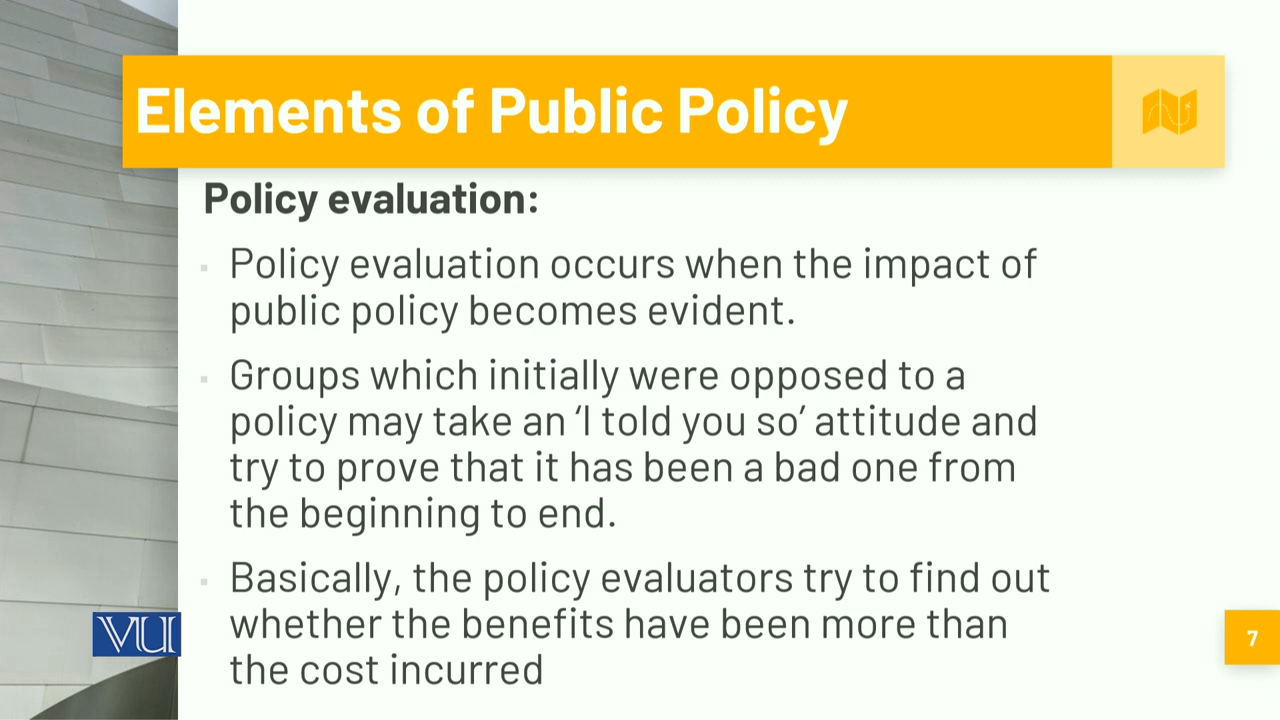 Elements of Public Policy
Policy evaluation:
Policy evaluation occurs when the impact of
public policy becomes evident.
Groups which initially were opposed to a
policy may take an ‘I told you so’ attitude and
try to prove that it has been a bad one from
the beginning to end.
Basically, the policy evaluators try to find out
whether the benefits have been more than
the cost incurred
VU
7